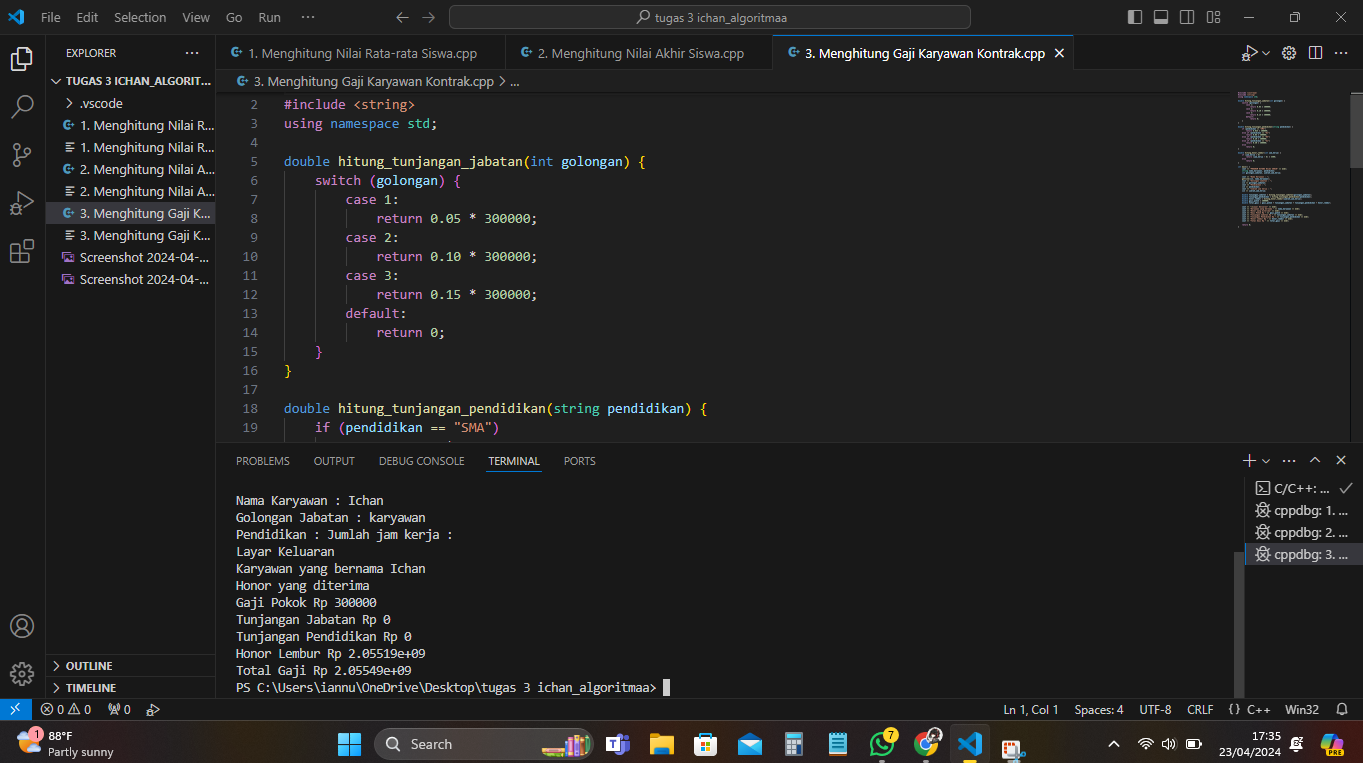 File Edit Selection View Go Run ···
tugas 3 ichan_algoritmaa
EXPLORER ···
TUGAS 3 ICHAN_ALGORIT...
.vscode
1. Menghitung Nilai R...
1. Menghitung Nilai R...
2. Menghitung Nilai A...
2. Menghitung Nilai A...
3. Menghitung Gaji K...
3. Menghitung Gaji K...
Screenshot 2024-04-...
Screenshot 2024-04-...
OUTLINE
TIMELINE
1. Menghitung Nilai Rata-rata Siswa.cpp
2. Menghitung Nilai Akhir Siswa.cpp
3. Menghitung Gaji Karyawan Kontrak.cpp
3. Menghitung Gaji Karyawan Kontrak.cpp > ...
2 #include <string>
3 using namespace std;
4
5 double hitung_tunjangan_jabatan(int golongan) {
6 switch (golongan) {
7 case 1:
8 return 0.05 * 300000;
9 case 2:
10 return 0.10 * 300000;
11 case 3:
12 return 0.15 * 300000;
13 default:
14 return 0;
15 }
16 }
17
18 double hitung_tunjangan_pendidikan(string pendidikan) {
19 if (pendidikan == "SMA")
PROBLEMS OUTPUT DEBUG CONSOLE TERMINAL PORTS
Nama Karyawan : Ichan
Golongan Jabatan : karyawan
Pendidikan : Jumlah jam kerja :
Layar Keluaran
Karyawan yang bernama Ichan
Honor yang diterima
Gaji Pokok Rp 300000
Tunjangan Jabatan Rp 0
Tunjangan Pendidikan Rp 0
Honor Lembur Rp 2.05519e+09
Total Gaji Rp 2.05549e+09
PS C:\Users\iannu\OneDrive\Desktop\tugas 3 ichan_algoritmaa>
C/C++: ...
cppdbg: 1. ...
cppdbg: 2. ...
cppdbg: 3. ...
0 0 0
Ln 1, Col 1 Spaces: 4 UTF-8 CRLF {} C++ Win32
1
88°F
Partly sunny
Search
7
17:35
23/04/2024
PRE